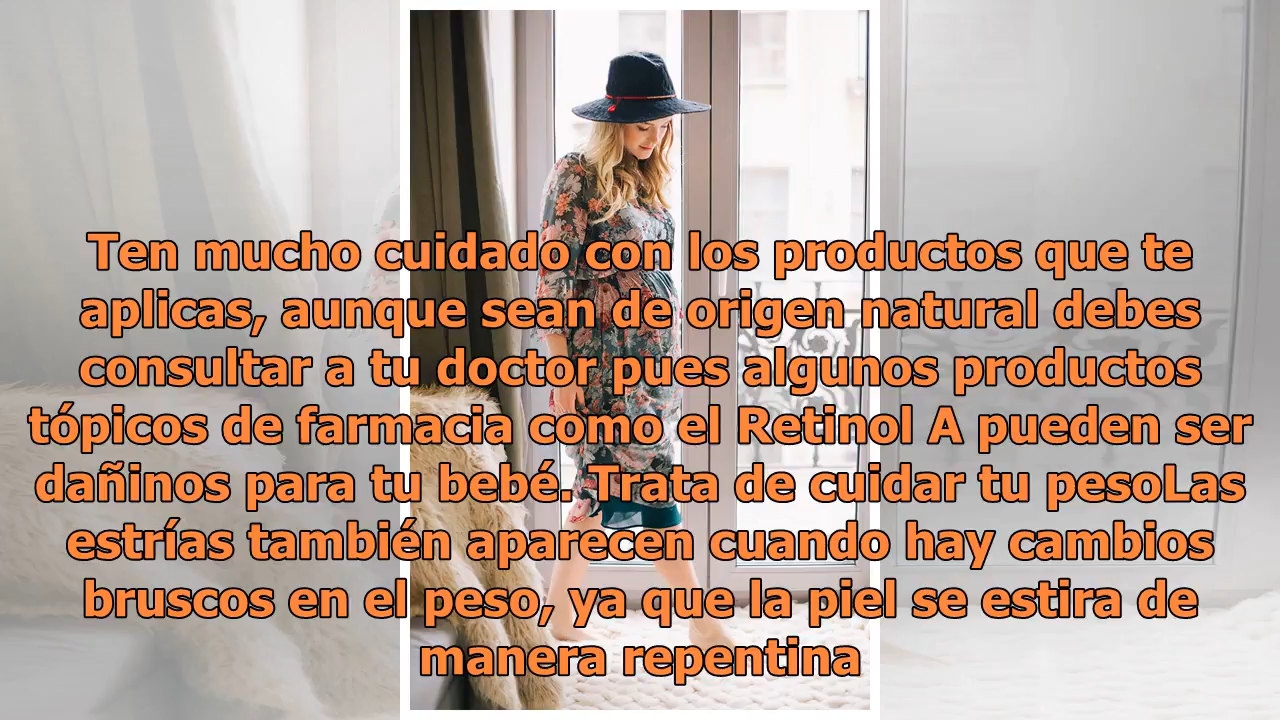 Ten mucho cuidado con los productos que te
aplicas, aunque sean de origen natural debes
consultar a tu doctor pues algunos productos
tópicos de farmacia como el Retinol A pueden ser
dañinos para tu bebé. Trata de cuidar tu pesoLas
estrías también aparecen cuando hay cambios
bruscos en el peso, ya que la piel se estira de
manera repentina